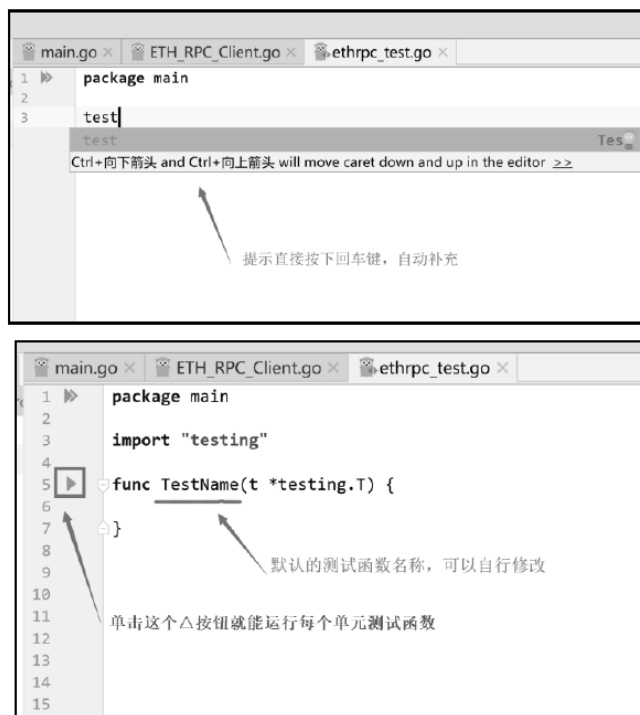 main.go × ETH_RPC_Client.go × ethrpc_test.go ×
1 package main
2
3 test
test Tes
Ctrl+向下箭头 and Ctrl+向上箭头 will move caret down and up in the editor >>
提示直接按下回车键，自动补充
main.go × ETH_RPC_Client.go × ethrpc_test.go ×
1 package main
2
3 import "testing"
4
5 func TestName(t *testing.T) {
6
7 }
8
默认的测试函数名称，可以自行修改
9
10
11
单击这个△按钮就能运行每个单元测试函数
12
13
14
15